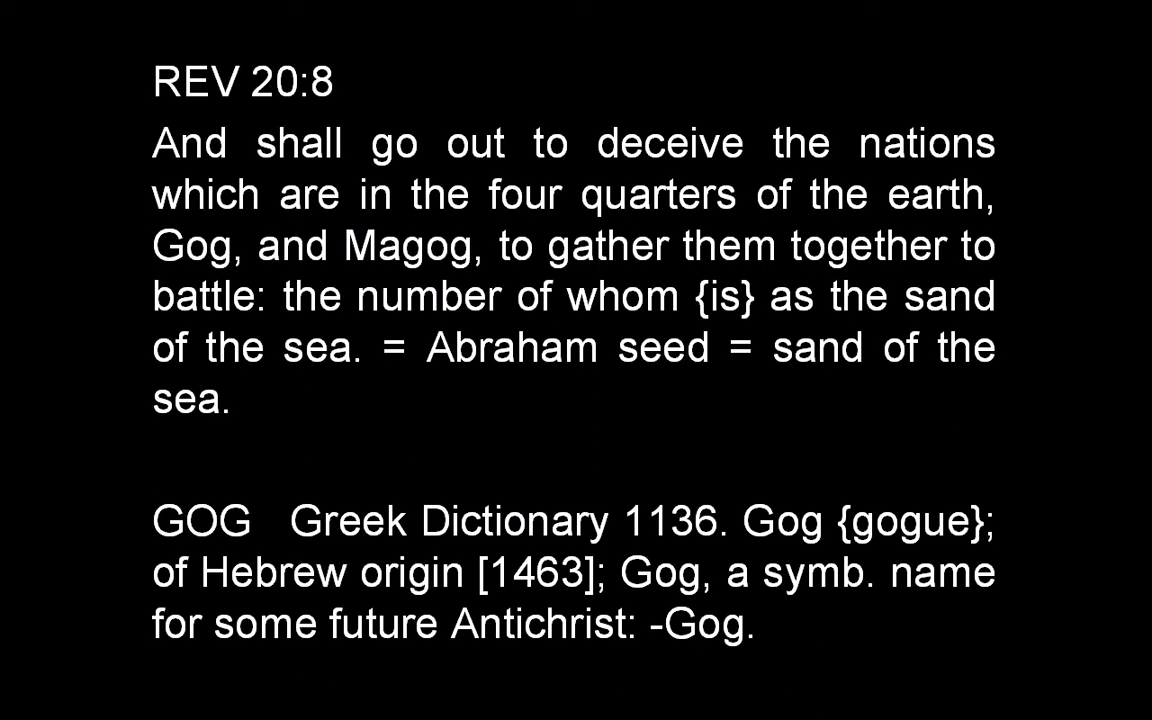 REV 20:8
And shall go out to deceive the nations
which are in the four quarters of the earth,
Gog, and Magog, to gather them together to
battle: the number of whom {is} as the sand
of the sea. = Abraham seed = sand of the
sea.
GOG Greek Dictionary 1136. Gog {gogue};
of Hebrew origin [1463]; Gog, a symb. name
for some future Antichrist: -Gog.